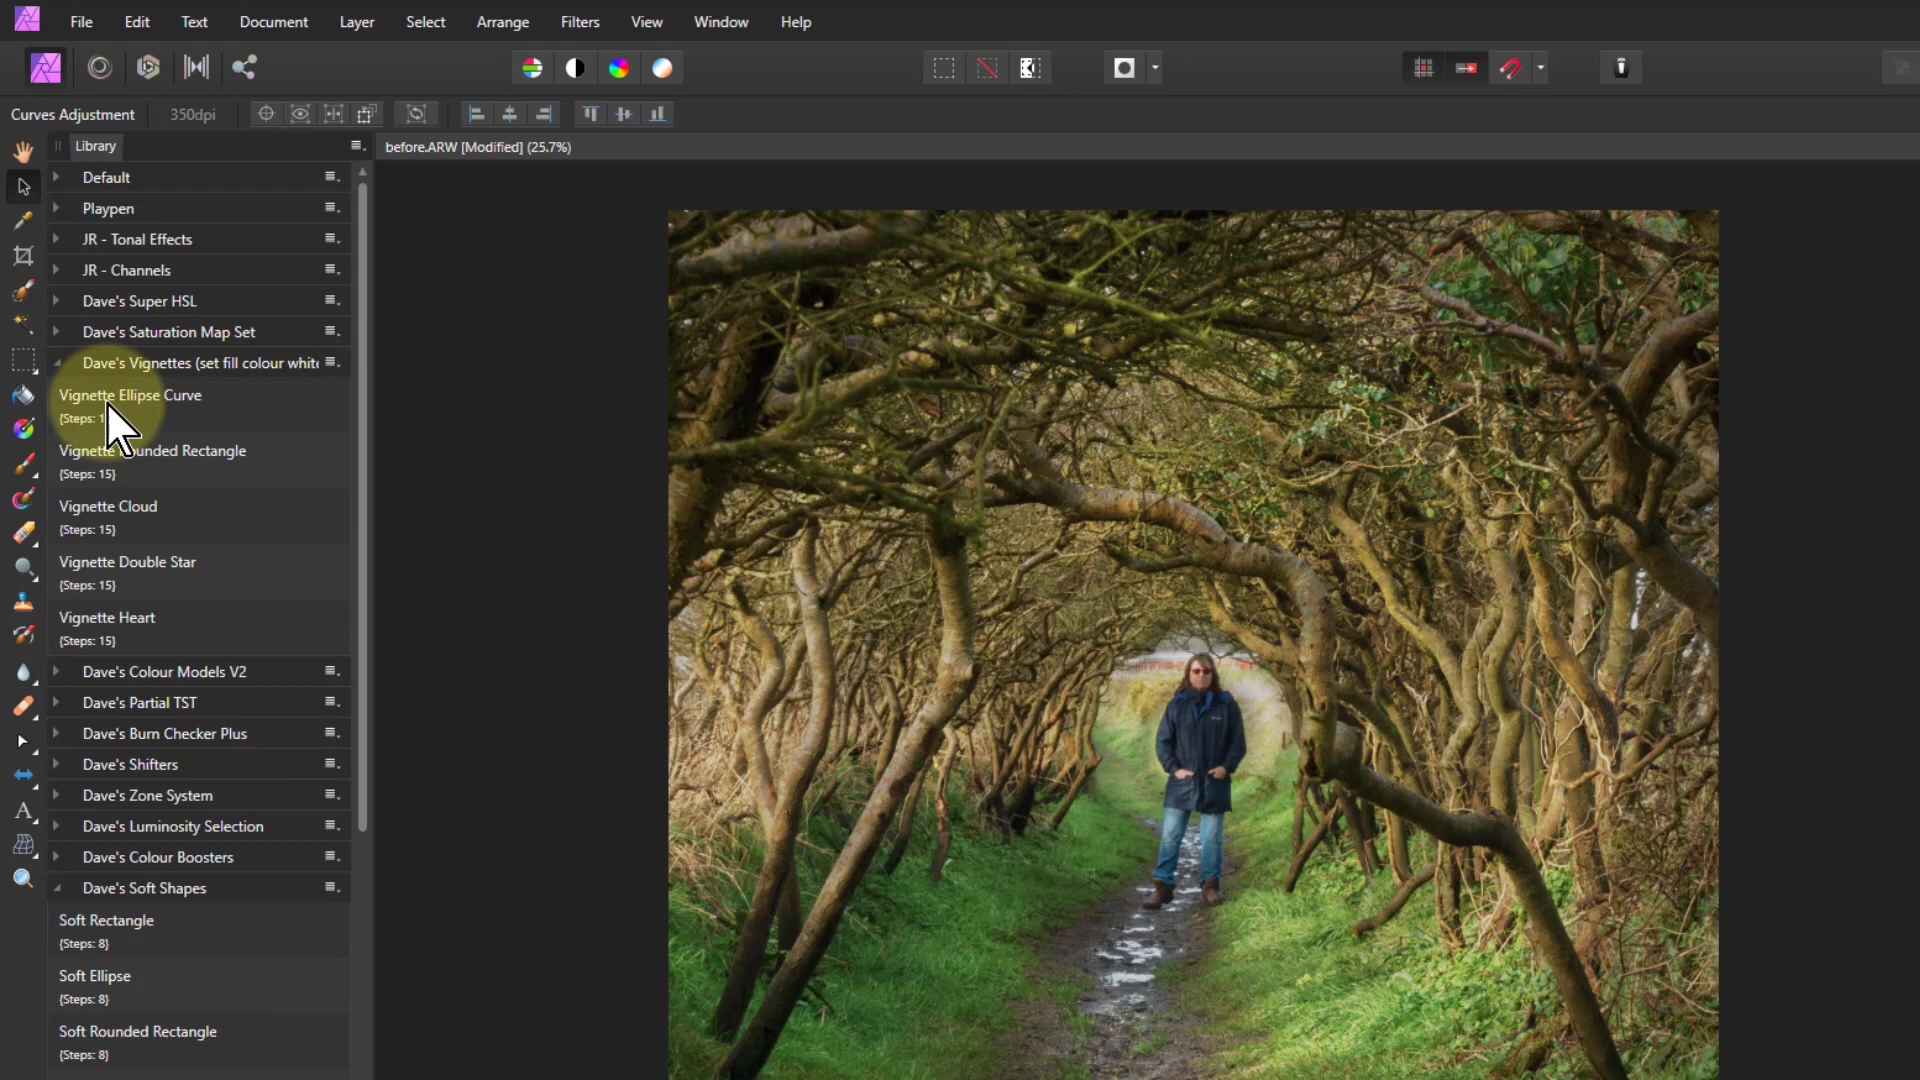 File Edit Text Document Layer Select Arrange Filters View Window Help
Curves Adjustment 350dpi
Library
before.ARW [Modified] (25.7%)
Default
Playpen
JR - Tonal Effects
JR - Channels
Dave's Super HSL
Dave's Saturation Map Set
Dave's Vignettes (set fill colour white
Vignette Ellipse Curve
{Steps:
Vignette Rounded Rectangle
{Steps: 15}
Vignette Cloud
{Steps: 15}
Vignette Double Star
{Steps: 15}
Vignette Heart
{Steps: 15}
Dave's Colour Models V2
Dave's Partial TST
Dave's Burn Checker Plus
Dave's Shifters
Dave's Zone System
Dave's Luminosity Selection
Dave's Colour Boosters
Dave's Soft Shapes
Soft Rectangle
{Steps: 8}
Soft Ellipse
{Steps: 8}
Soft Rounded Rectangle
{Steps: 8}